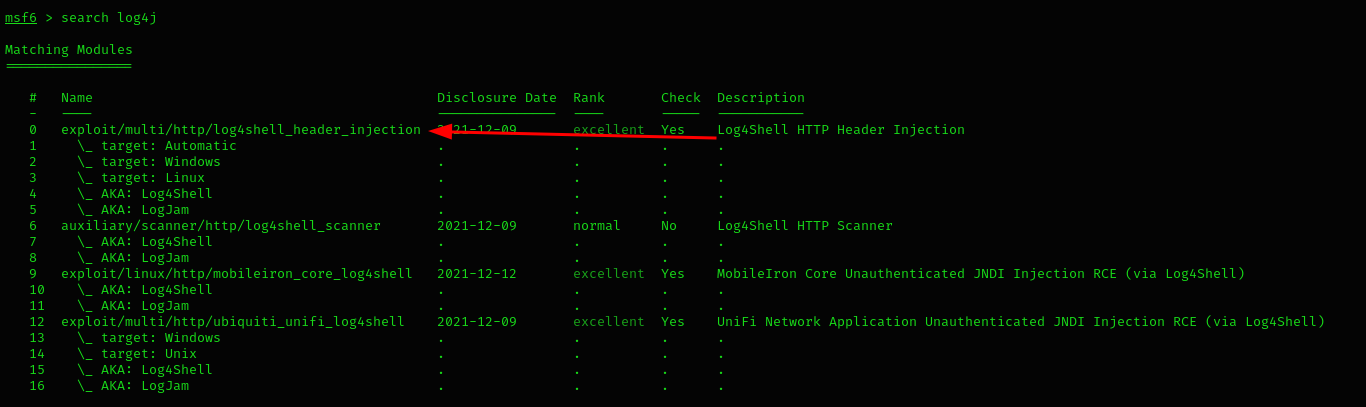 msf6 > search log4j
Matching Modules
================
# Name Disclosure Date Rank Check Description
- ---- --------------- ---- ----- -----------
0 exploit/multi/http/log4shell_header_injection 2021-12-09 excellent Yes Log4Shell HTTP Header Injection
1 \_ target: Automatic . . . .
2 \_ target: Windows . . . .
3 \_ target: Linux . . . .
4 \_ AKA: Log4Shell . . . .
5 \_ AKA: LogJam . . . .
6 auxiliary/scanner/http/log4shell_scanner 2021-12-09 normal No Log4Shell HTTP Scanner
7 \_ AKA: Log4Shell . . . .
8 \_ AKA: LogJam . . . .
9 exploit/linux/http/mobileiron_core_log4shell 2021-12-12 excellent Yes MobileIron Core Unauthenticated JNDI Injection RCE (via Log4Shell)
10 \_ AKA: Log4Shell . . . .
11 \_ AKA: LogJam . . . .
12 exploit/multi/http/ubiquiti_unifi_log4shell 2021-12-09 excellent Yes UniFi Network Application Unauthenticated JNDI Injection RCE (via Log4Shell)
13 \_ target: Windows . . . .
14 \_ target: Unix . . . .
15 \_ AKA: Log4Shell . . . .
16 \_ AKA: LogJam . . . .